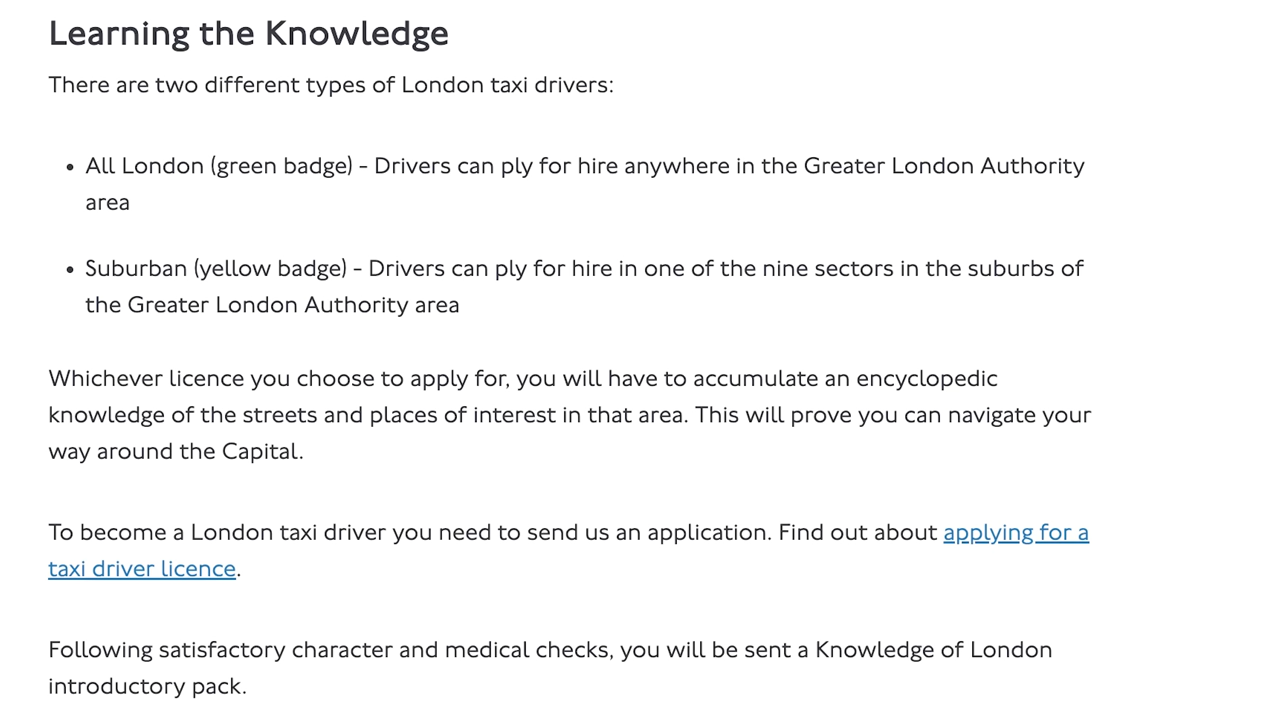 Learning the Knowledge
There are two different types of London taxi drivers:
• All London (green badge) - Drivers can ply for hire anywhere in the Greater London Authority
area
• Suburban (yellow badge) - Drivers can ply for hire in one of the nine sectors in the suburbs of
the Greater London Authority area
Whichever licence you choose to apply for, you will have to accumulate an encyclopedic
knowledge of the streets and places of interest in that area. This will prove you can navigate your
way around the Capital.
To become a London taxi driver you need to send us an application. Find out about applying for a
taxi driver licence.
Following satisfactory character and medical checks, you will be sent a Knowledge of London
introductory pack.